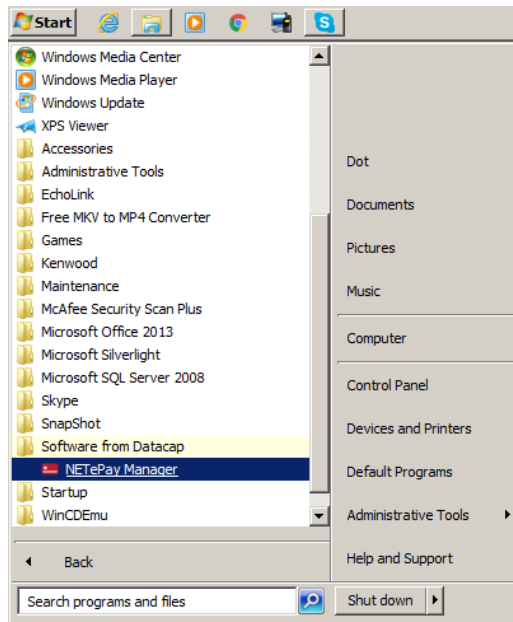 Start
Windows Media Center
Windows Media Player
Windows Update
XPS Viewer
Accessories
Administrative Tools
EchoLink
Free MKV to MP4 Converter
Games
Kenwood
Maintenance
McAfee Security Scan Plus
Microsoft Office 2013
Microsoft Silverlight
Microsoft SQL Server 2008
Skype
SnapShot
Software from Datacap
NETePay Manager
Startup
WinCDEmu
Back
Search programs and files
Dot
Documents
Pictures
Music
Computer
Control Panel
Devices and Printers
Default Programs
Administrative Tools
Help and Support
Shut down